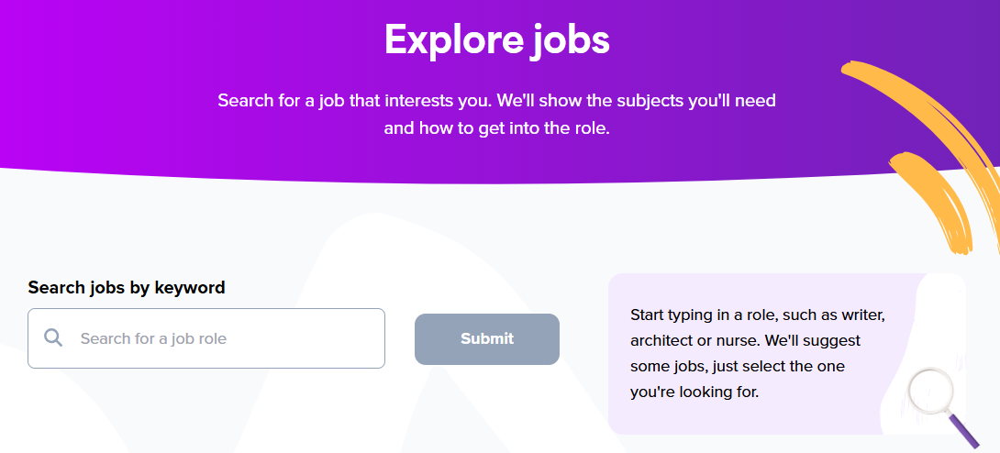 Explore jobs
Search for a job that interests you. We'll show the subjects you'll need
and how to get into the role.
Search jobs by keyword
Search for a job role
Submit
Start typing in a role, such as writer,
architect or nurse. We'll suggest
some jobs, just select the one
you're looking for.